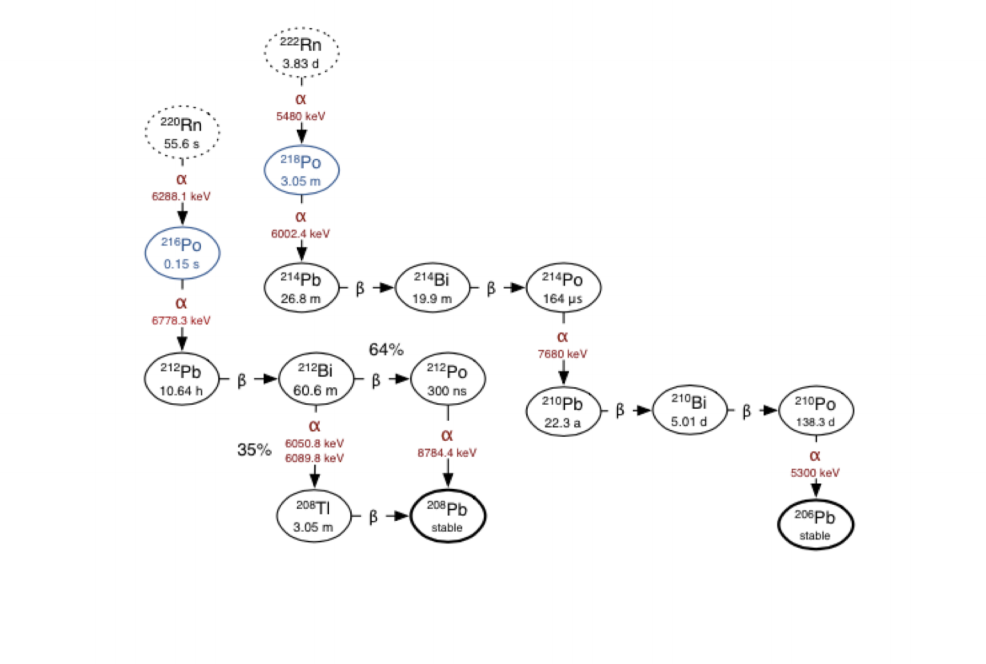 ²²²Rn
3.83 d
α
5480 keV
²²⁰Rn
55.6 s
²¹⁸Po
3.05 m
α
6288.1 keV
α
6002.4 keV
²¹⁶Po
0.15 s
²¹⁴Pb
26.8 m
β
²¹⁴Bi
19.9 m
β
²¹⁴Po
164 µs
α
6778.3 keV
α
7680 keV
64%
²¹²Pb
10.64 h
β
²¹²Bi
60.6 m
β
²¹²Po
300 ns
²¹⁰Pb
22.3 a
β
²¹⁰Bi
5.01 d
β
²¹⁰Po
138.3 d
α
6050.8 keV
6089.8 keV
35%
α
8784.4 keV
α
5300 keV
²⁰⁸Tl
3.05 m
β
²⁰⁸Pb
stable
²⁰⁶Pb
stable